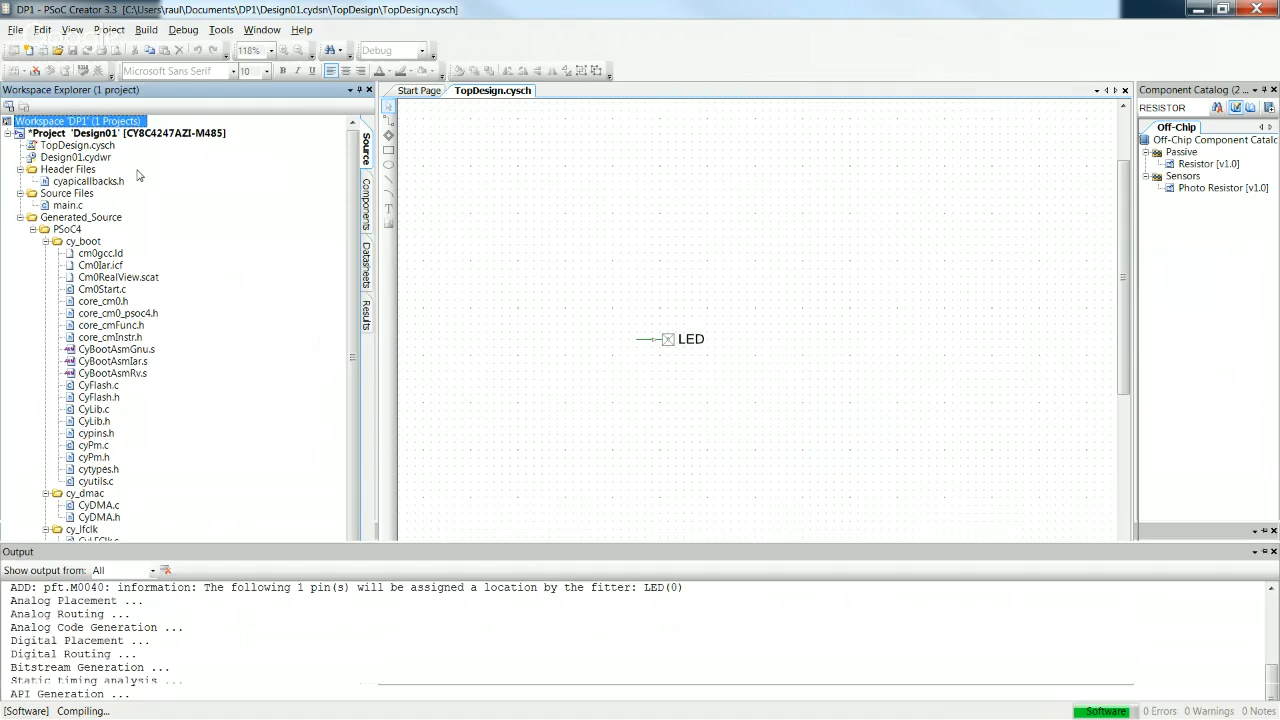 DP1 - PSoC Creator 3.3 [C:\Users\raul\Documents\DP1\Design01.cydsn\TopDesign\TopDesign.cysch]
File Edit View Project Build Debug Tools Window Help
118% Debug
Microsoft Sans Serif 10 B I U A
Workspace Explorer (1 project)
Start Page TopDesign.cysch
Component Catalog (2 ...
RESISTOR
Workspace 'DP1' (1 Projects)
*Project 'Design01' [CY8C4247AZI-M485]
TopDesign.cysch
Design01.cydwr
Header Files
cyapicallbacks.h
Source Files
main.c
Generated_Source
PSoC4
cy_boot
cm0gcc.ld
Cm0Iar.icf
Cm0RealView.scat
Cm0Start.c
core_cm0.h
core_cm0_psoc4.h
core_cmFunc.h
core_cmInstr.h
CyBootAsmGnu.s
CyBootAsmIar.s
CyBootAsmRv.s
CyFlash.c
CyFlash.h
CyLib.c
CyLib.h
cypins.h
cyPm.c
cyPm.h
cytypes.h
cyutils.c
cy_dmac
CyDMA.c
CyDMA.h
cy_lfclk
CyLFClk.c
Source
Components
Datasheets
Results
T
LED
Off-Chip
Off-Chip Component Catalc
Passive
Resistor [v1.0]
Sensors
Photo Resistor [v1.0]
Output
Show output from: All
ADD: pft.M0040: information: The following 1 pin(s) will be assigned a location by the fitter: LED(0)
Analog Placement ...
Analog Routing ...
Analog Code Generation ...
Digital Placement ...
Digital Routing ...
Bitstream Generation ...
Static timing analysis ...
API Generation ...
[Software] Compiling...
Software 0 Errors 0 Warnings 0 Notes